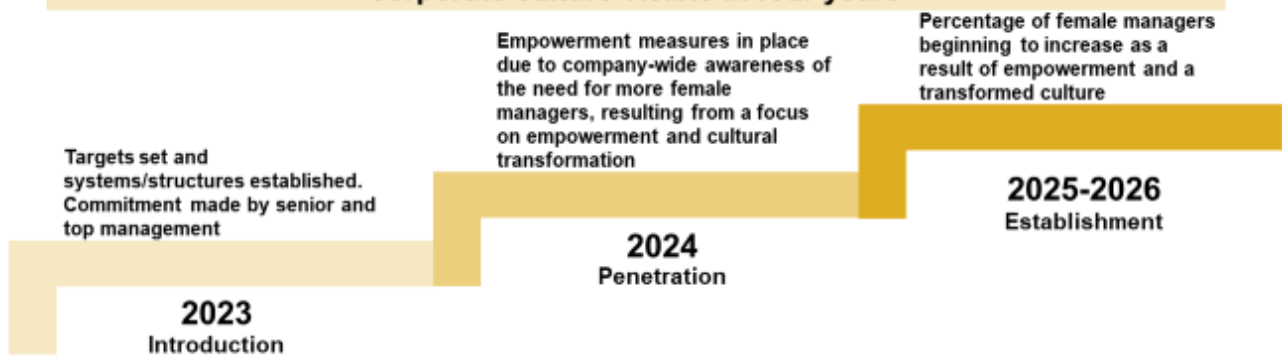 Targets set and
systems/structures established.
Commitment made by senior and
top management
2023
Introduction
Empowerment measures in place
due to company-wide awareness of
the need for more female
managers, resulting from a focus
on empowerment and cultural
transformation
2024
Penetration
Percentage of female managers
beginning to increase as a
result of empowerment and a
transformed culture
2025-2026
Establishment